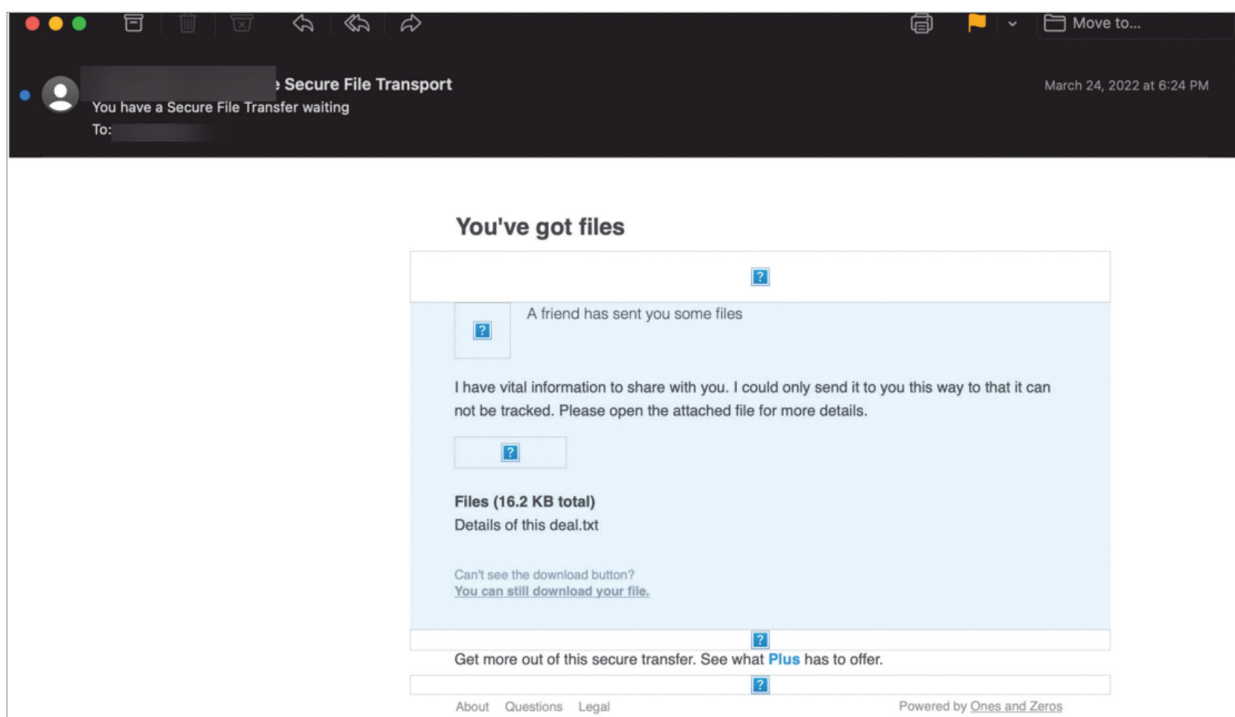 Move to...
Secure File Transport
March 24, 2022 at 6:24 PM
You have a Secure File Transfer waiting
To:
You've got files
A friend has sent you some files
I have vital information to share with you. I could only send it to you this way to that it can
not be tracked. Please open the attached file for more details.
Files (16.2 KB total)
Details of this deal.txt
Can't see the download button?
You can still download your file.
Get more out of this secure transfer. See what Plus has to offer.
About Questions Legal
Powered by Ones and Zeros